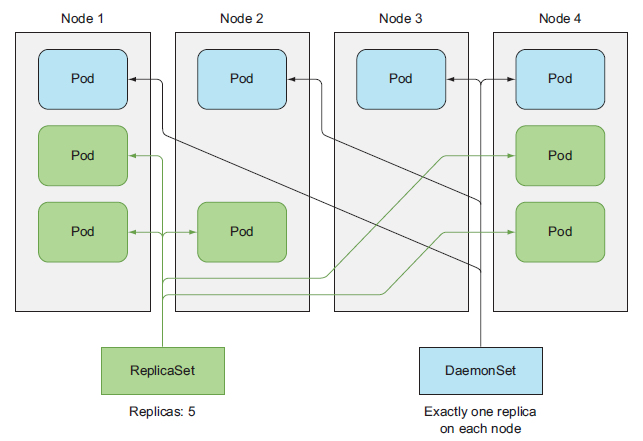 Node 1
Node 2
Node 3
Node 4
Pod
Pod
Pod
Pod
Pod
Pod
Pod
Pod
Pod
ReplicaSet
DaemonSet
Replicas: 5
Exactly one replica
on each node